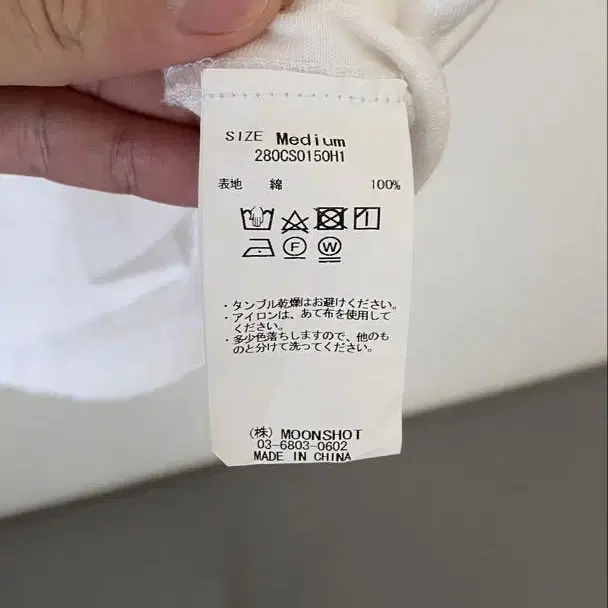 SIZE Medium
280CS0150H1
表地 綿 100%
F W
・タンブル乾燥はお避けください。
・アイロンは、あて布を使用して
ください。
・多少色落ちしますので、他のも
のと分けて洗ってください。
(株) MOONSHOT
03-6803-0602
MADE IN CHINA